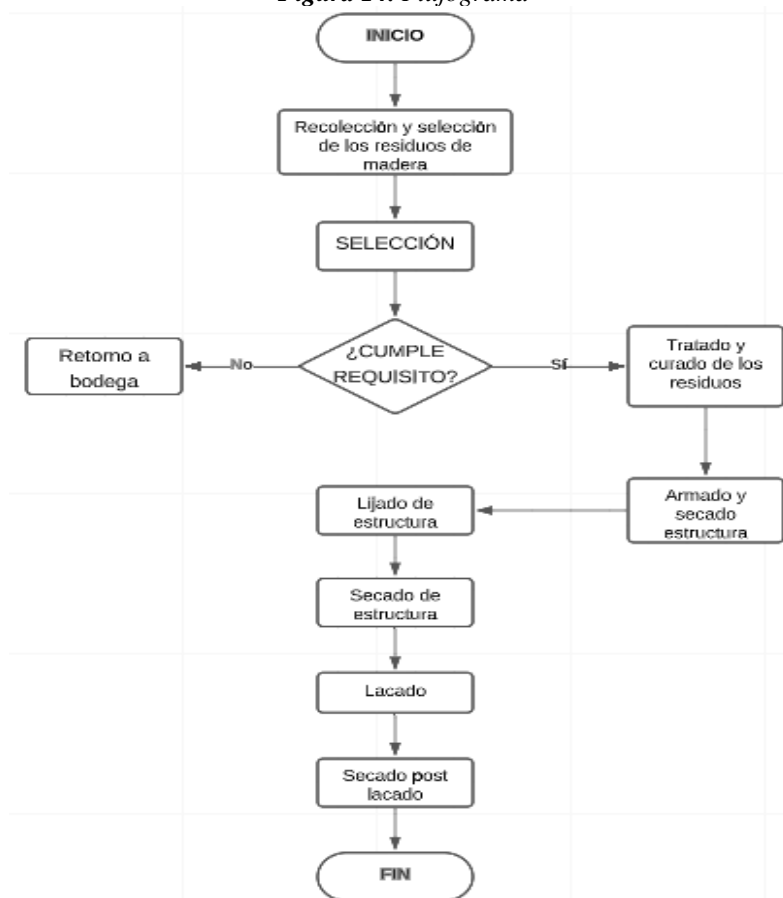 INICIO
Recolección y selección
de los residuos de
madera
SELECCIÓN
¿CUMPLE
REQUISITO?
No
Retorno a
bodega
Sí
Tratado y
curado de los
residuos
Armado y
secado
estructura
Lijado de
estructura
Secado de
estructura
Lacado
Secado post
lacado
FIN